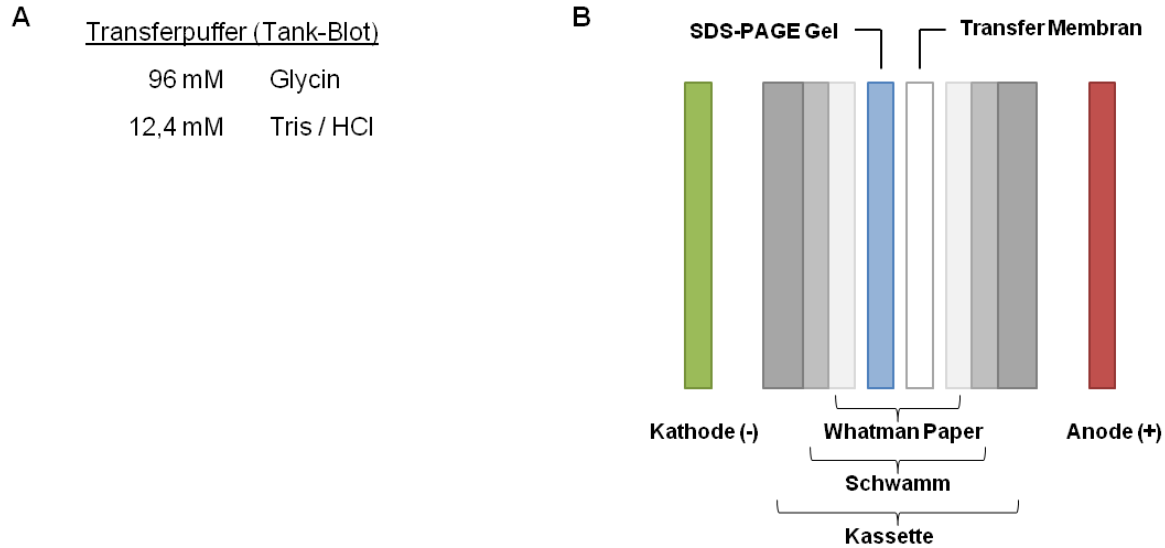 A
Transferpuffer (Tank-Blot)
96 mM Glycin
12,4 mM Tris / HCl
B
SDS-PAGE Gel Transfer Membran
Kathode (-) Whatman Paper Anode (+)
Schwamm
Kassette